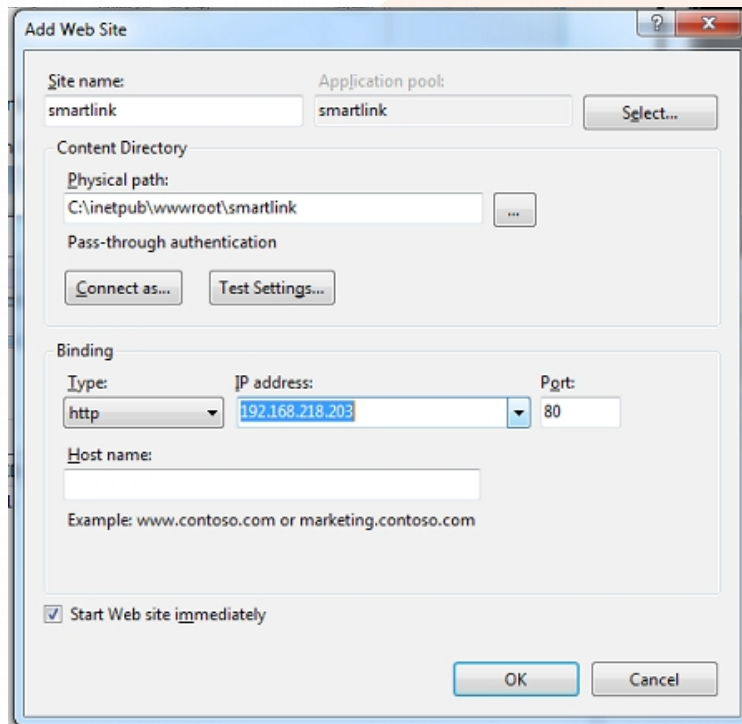 Add Web Site
Site name:
Application pool:
smartlink
smartlink
Select...
Content Directory
Physical path:
C:\inetpub\wwwroot\smartlink
...
Pass-through authentication
Connect as...
Test Settings...
Binding
Type:
IP address:
Port:
http
192.168.218.203
80
Host name:
Example: www.contoso.com or marketing.contoso.com
Start Web site immediately
OK
Cancel